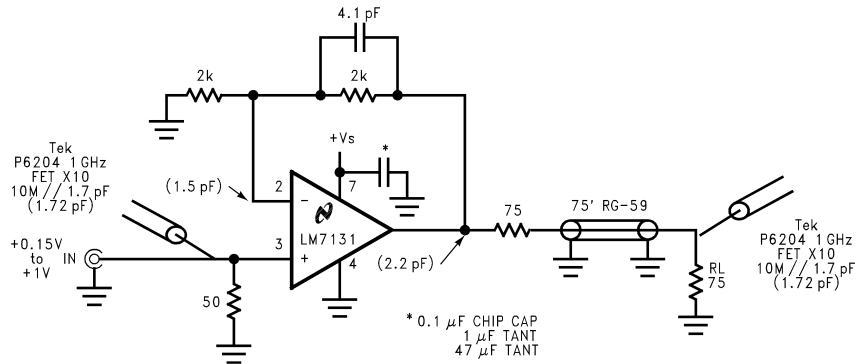 4.1 pF
2k
2k
+Vs
*
Tek
P6204 1 GHz
FET X10
10M // 1.7 pF
(1.72 pF)
(1.5 pF)
2
7
−
LM7131
3
+
4
+0.15V
to
+1V
IN
50
(2.2 pF)
75
75' RG-59
Tek
P6204 1 GHz
FET X10
10M // 1.7 pF
(1.72 pF)
RL
75
* 0.1 μF CHIP CAP
1 μF TANT
47 μF TANT